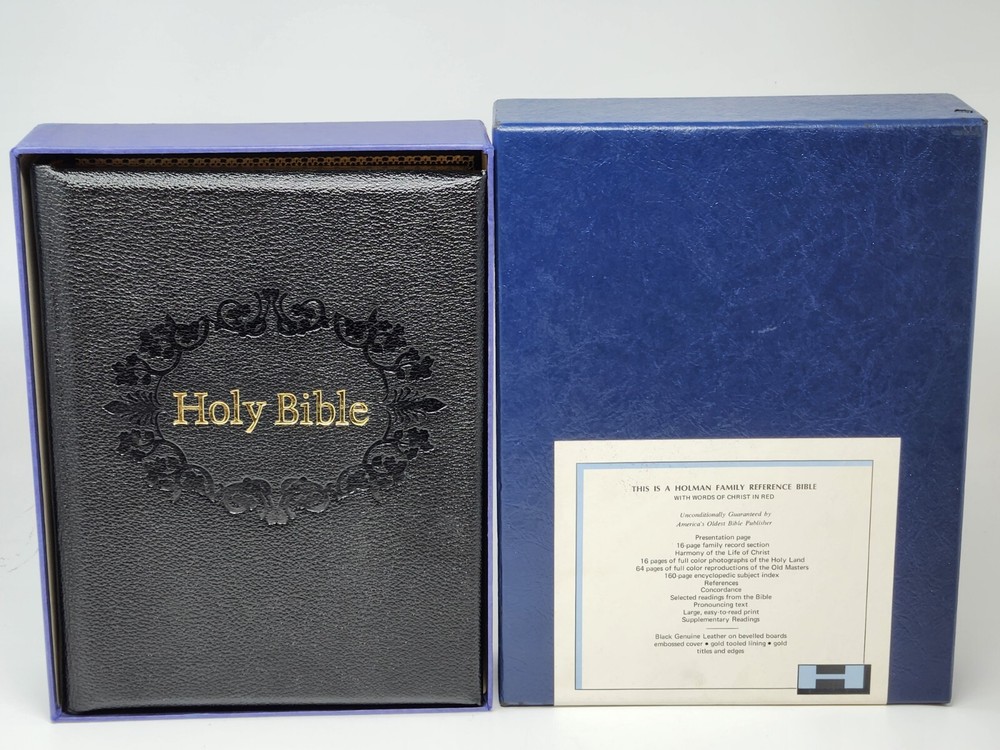 Holy Bible
THIS IS A HOLMAN FAMILY REFERENCE BIBLE
WITH WORDS OF CHRIST IN RED
Unconditionally Guaranteed by
America's Oldest Bible Publisher
Presentation page
16-page family record section
Harmony of the Life of Christ
16 pages of full color photographs of the Holy Land
64 pages of full color reproductions of the Old Masters
160-page encyclopedic subject index
References
Concordance
Selected readings from the Bible
Pronouncing text
Large, easy-to-read print
Supplementary Readings
Black Genuine Leather on bevelled boards
embossed cover • gold tooled lining • gold
titles and edges
H